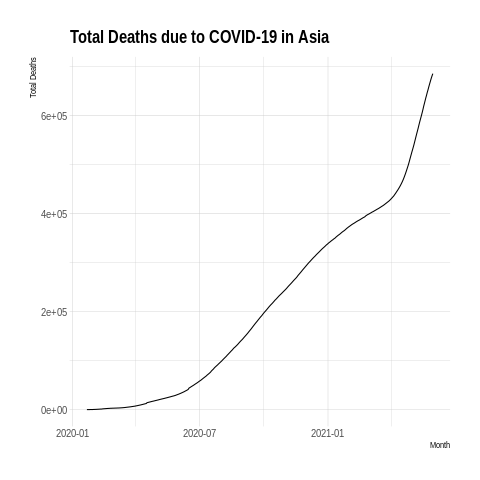 Total Deaths due to COVID-19 in Asia
Total Deaths
6e+05
4e+05
2e+05
0e+00
2020-01 2020-07 2021-01
Month